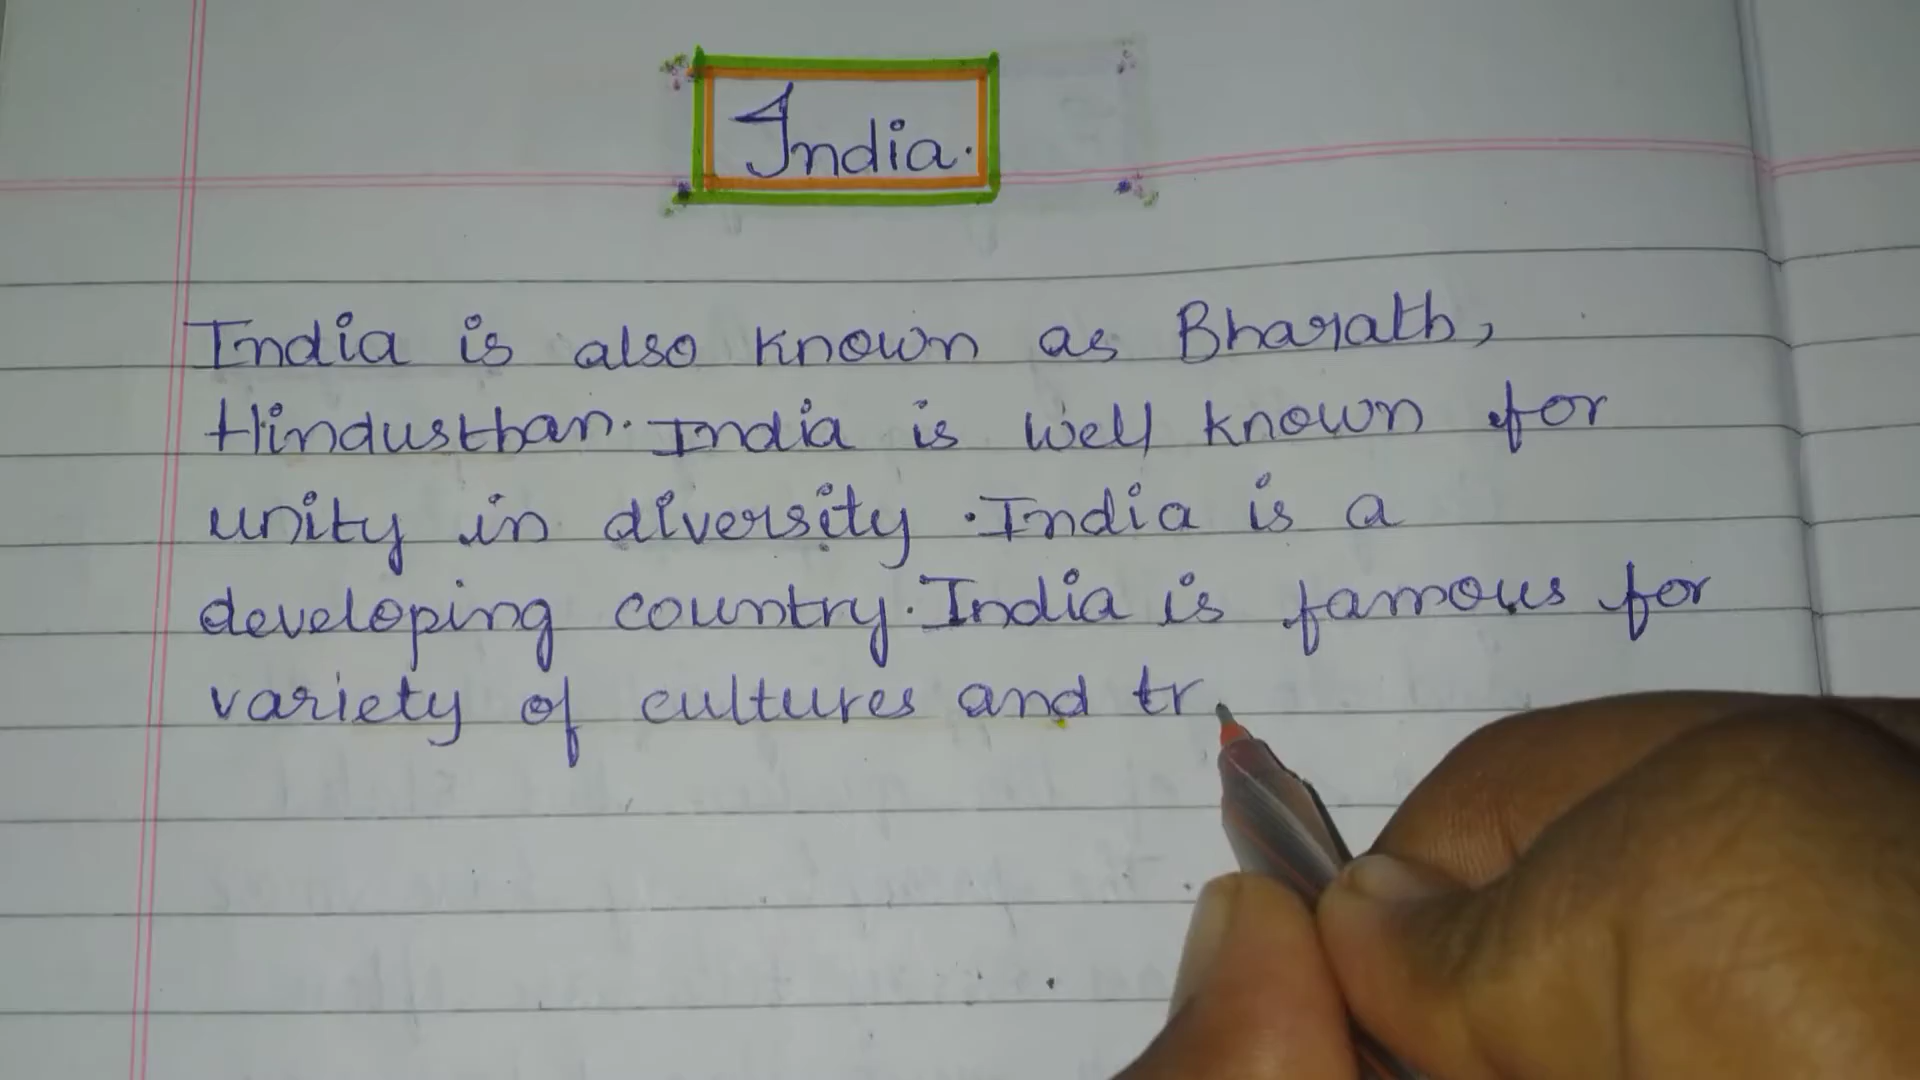 India.
India is also known as Bharath,
Hindusthan. India is well known for
unity in diversity. India is a
developing country. India is famous for
variety of cultures and tr